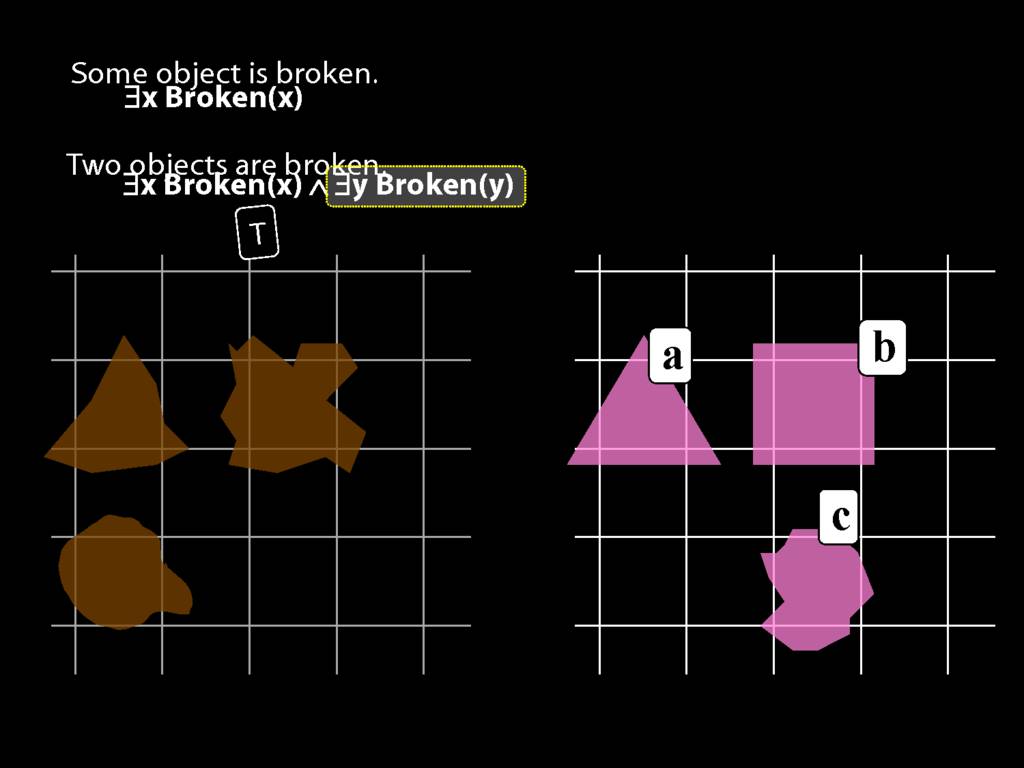 Some object is broken.
∃x Broken(x)
Two objects are broken.
∃x Broken(x) ∧ ∃y Broken(y)
T
a
b
c